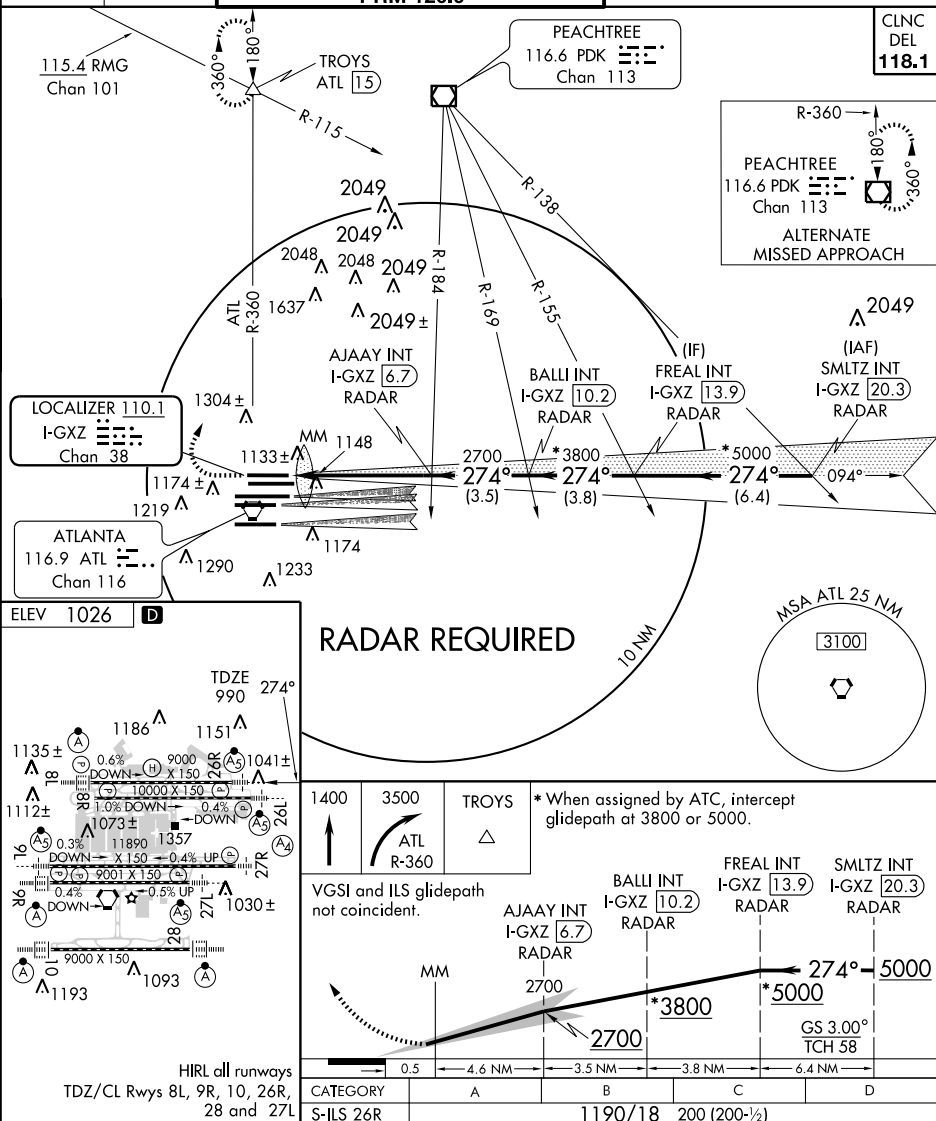 CLNC
DEL
118.1
115.4 RMG
Chan 101
360°
180°
TROYS
ATL 15
R-115
PEACHTREE
116.6 PDK
Chan 113
R-360
180°
360°
PEACHTREE
116.6 PDK
Chan 113
ALTERNATE
MISSED APPROACH
R-138
R-184
R-169
R-155
2049
2049
2048
2048
2049
1637
2049 ±
ATL
R-360
2049
(IAF)
SMLTZ INT
I-GXZ 20.3
RADAR
(IF)
FREAL INT
I-GXZ 13.9
RADAR
BALLI INT
I-GXZ 10.2
RADAR
AJAAY INT
I-GXZ 6.7
RADAR
LOCALIZER 110.1
I-GXZ
Chan 38
1304 ±
MM
1148
1133 ±
1174 ±
1219
2700
274°
(3.5)
*3800
274°
(3.8)
*5000
274°
(6.4)
094°
ATLANTA
116.9 ATL
Chan 116
1174
1290
1233
10 NM
RADAR REQUIRED
MSA ATL 25 NM
3100
ELEV 1026 D
TDZE
990
274°
1186
1151
1135 ±
A
P
0.6%
DOWN
H
9000
X 150
26R
A5
1041 ±
8L
P
10000 X 150
P
1112 ±
8R
1.0% DOWN
0.4%
DOWN
26L
A5
1073 ±
1357
A4
A5
9L
0.3%
DOWN
11890
X 150
0.4% UP
P
27R
9001 X 150
P
9R
0.4%
DOWN
0.5% UP
27L
1030 ±
A
A5
28
10
9000 X 150
A
1193
1093
A
HIRL all runways
TDZ/CL Rwys 8L, 9R, 10, 26R,
28 and 27L
1400
3500
ATL
R-360
TROYS
* When assigned by ATC, intercept
glidepath at 3800 or 5000.
VGSI and ILS glidepath
not coincident.
AJAAY INT
I-GXZ 6.7
RADAR
BALLI INT
I-GXZ 10.2
RADAR
FREAL INT
I-GXZ 13.9
RADAR
SMLTZ INT
I-GXZ 20.3
RADAR
MM
2700
2700
*3800
*5000
274°
5000
GS 3.00°
TCH 58
0.5
4.6 NM
3.5 NM
3.8 NM
6.4 NM
CATEGORY A B C D
S-ILS 26R 1190/18 200 (200-½)